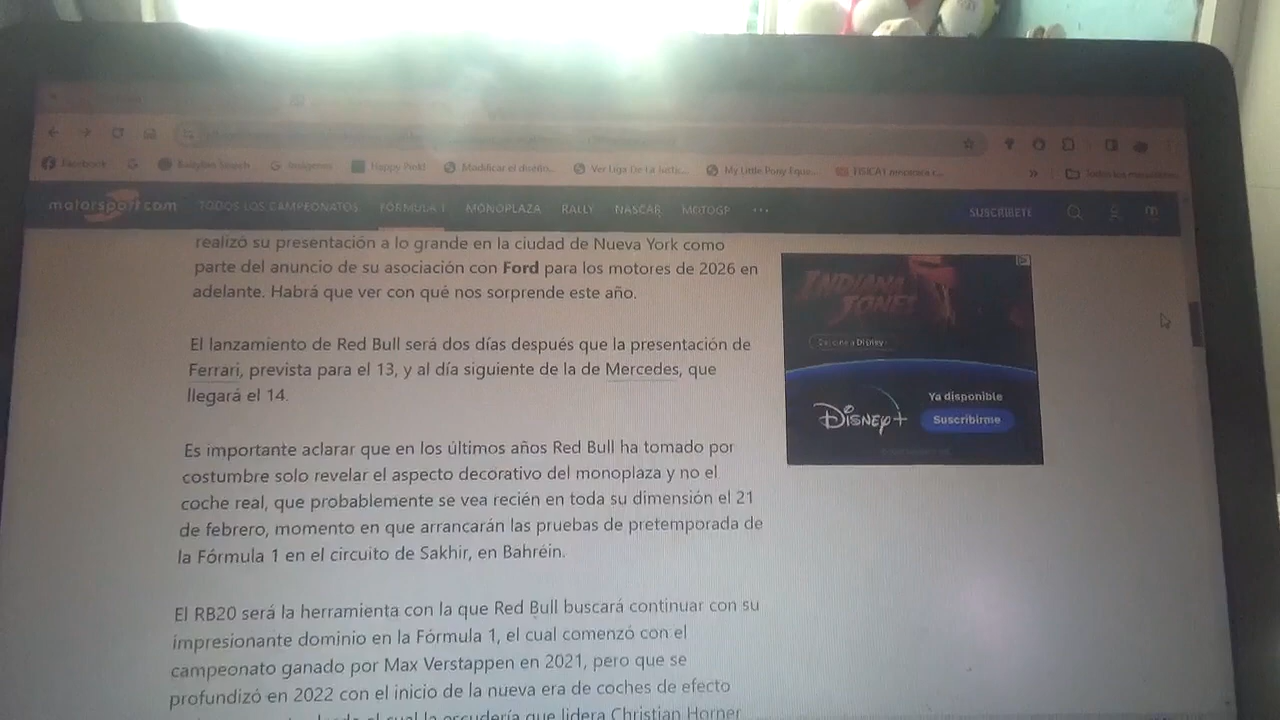 Facebook
G
Babylon Search
G Imágenes
Happy Pixil
Modificar el diseño...
Ver Liga De La Justic...
My Little Pony Eque...
»
Todos los marcadores
motorsport.com
TODOS LOS CAMPEONATOS
FÓRMULA 1
MONOPLAZA
RALLY
NASCAR
MOTOGP
...
SUSCRÍBETE
realizó su presentación a lo grande en la ciudad de Nueva York como
parte del anuncio de su asociación con Ford para los motores de 2026 en
adelante. Habrá que ver con qué nos sorprende este año.
INDIANA
JONES
Disney+
Ya disponible
Suscribirme
El lanzamiento de Red Bull será dos días después que la presentación de
Ferrari, prevista para el 13, y al día siguiente de la de Mercedes, que
llegará el 14.
Es importante aclarar que en los últimos años Red Bull ha tomado por
costumbre solo revelar el aspecto decorativo del monoplaza y no el
coche real, que probablemente se vea recién en toda su dimensión el 21
de febrero, momento en que arrancarán las pruebas de pretemporada de
la Fórmula 1 en el circuito de Sakhir, en Bahréin.
El RB20 será la herramienta con la que Red Bull buscará continuar con su
impresionante dominio en la Fórmula 1, el cual comenzó con el
campeonato ganado por Max Verstappen en 2021, pero que se
profundizó en 2022 con el inicio de la nueva era de coches de efecto
el cual la escudería que lidera Christian Horner